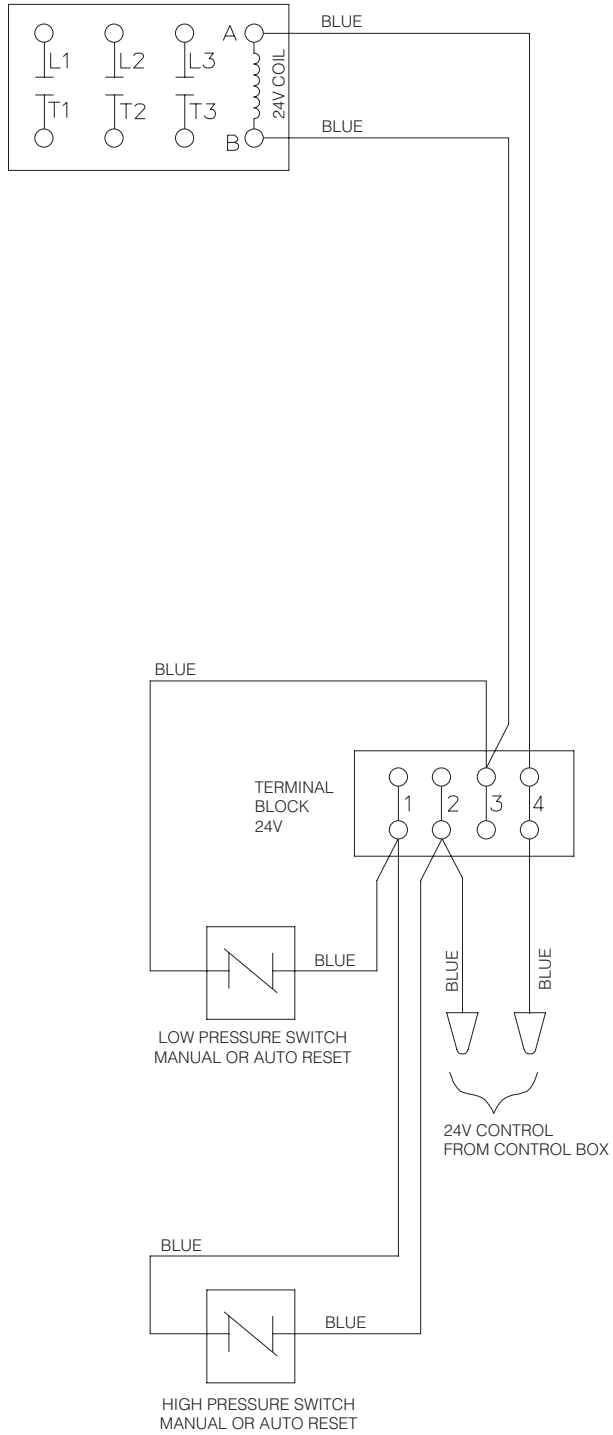 BLUE
A
L1 L2 L3
24V COIL
T1 T2 T3
B
BLUE
BLUE
TERMINAL
BLOCK
24V
1 2 3 4
BLUE
BLUE
BLUE
LOW PRESSURE SWITCH
MANUAL OR AUTO RESET
24V CONTROL
FROM CONTROL BOX
BLUE
BLUE
HIGH PRESSURE SWITCH
MANUAL OR AUTO RESET